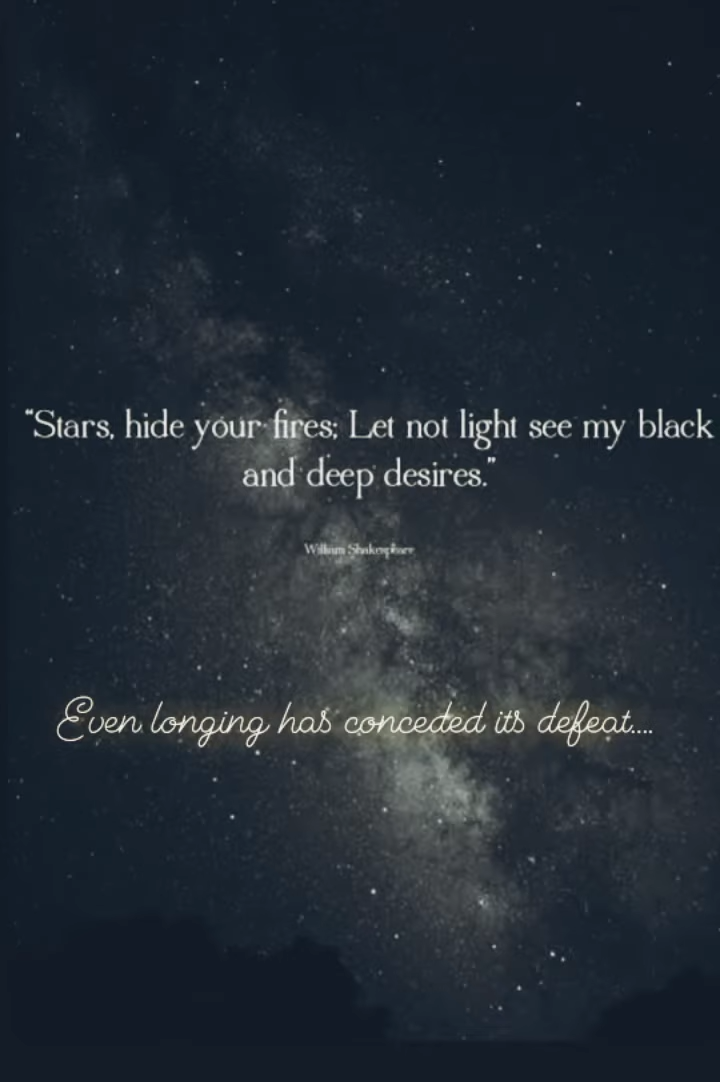 “Stars, hide your fires; Let not light see my black
and deep desires.”
William Shakespeare
Even longing has conceded its defeat....